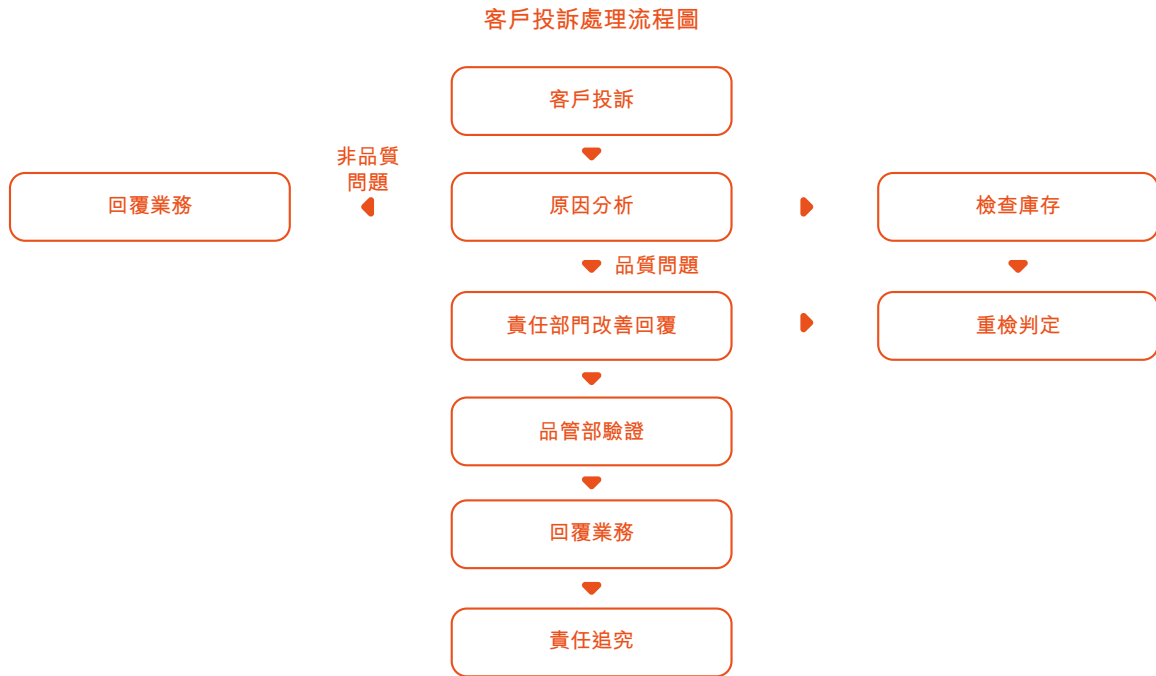 客戶投訴處理流程圖
客戶投訴
非品質
問題
回覆業務
原因分析
檢查庫存
品質問題
責任部門改善回覆
重檢判定
品管部驗證
回覆業務
責任追究